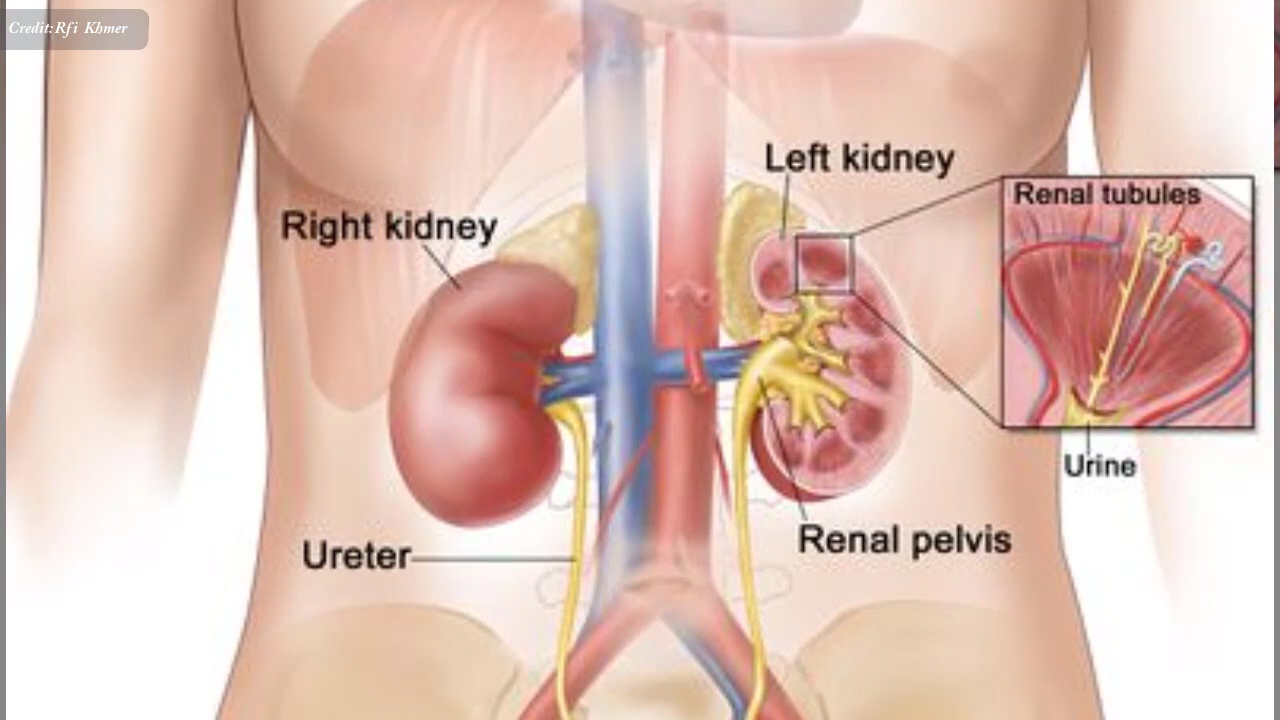 Credit:Rfi Khmer
Left kidney
Renal tubules
Right kidney
Urine
Renal pelvis
Ureter